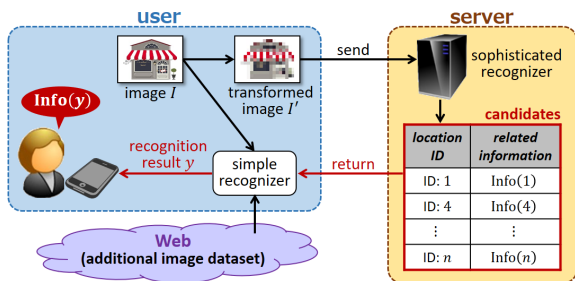 user
server
image I
transformed
image I′
send
sophisticated
recognizer
Info(y)
recognition
result y
simple
recognizer
return
candidates
location
ID
related
information
ID: 1
Info(1)
ID: 4
Info(4)
⋮
⋮
ID: n
Info(n)
Web
(additional image dataset)